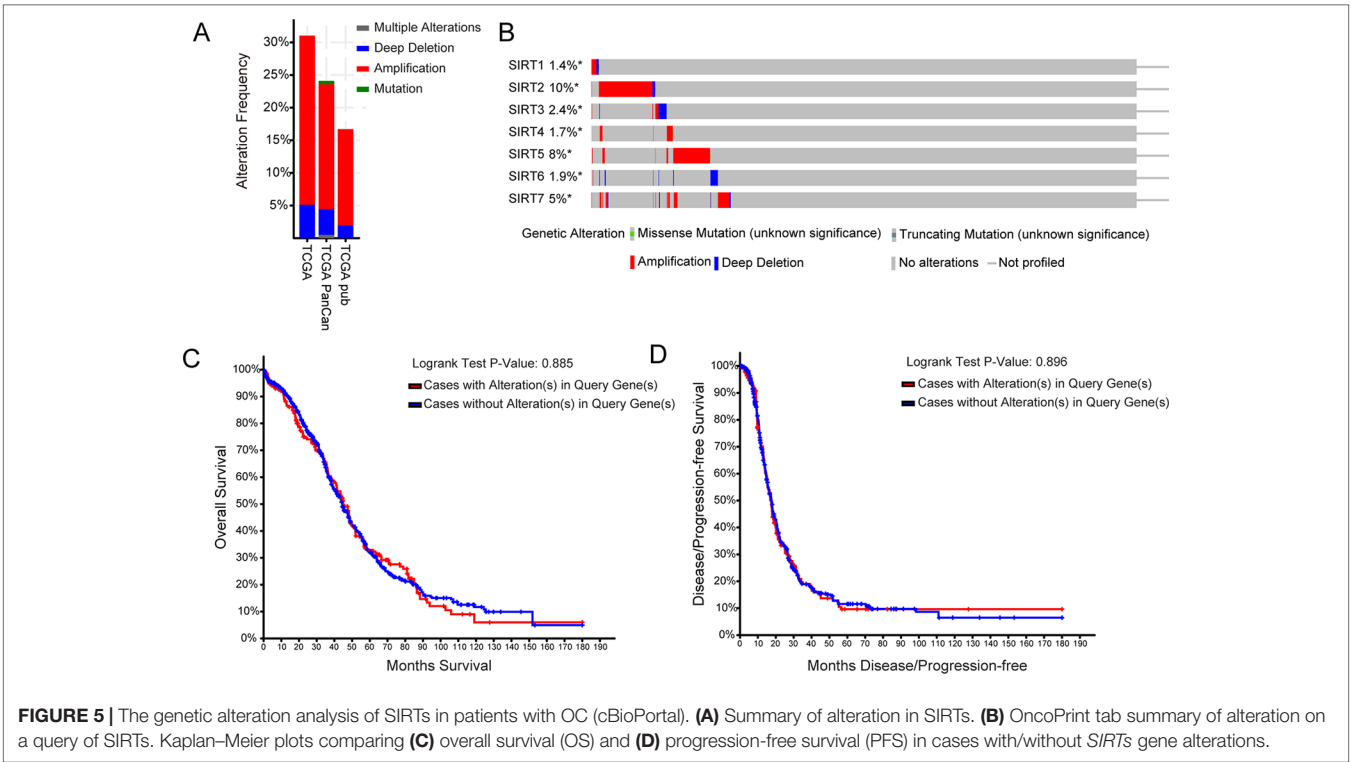 A
Alteration Frequency
30%
25%
20%
15%
10%
5%
TCGA
TCGA PanCan
TCGA pub
Multiple Alterations
Deep Deletion
Amplification
Mutation
B
SIRT1 1.4%*
SIRT2 10%*
SIRT3 2.4%*
SIRT4 1.7%*
SIRT5 8%*
SIRT6 1.9%*
SIRT7 5%*
Genetic Alteration Missense Mutation (unknown significance) Truncating Mutation (unknown significance)
Amplification Deep Deletion No alterations Not profiled
C
Logrank Test P-Value: 0.885
Cases with Alteration(s) in Query Gene(s)
Cases without Alteration(s) in Query Gene(s)
Overall Survival
100%
90%
80%
70%
60%
50%
40%
30%
20%
10%
0%
0 10 20 30 40 50 60 70 80 90 100 110 120 130 140 150 160 170 180 190
Months Survival
D
Logrank Test P-Value: 0.896
Cases with Alteration(s) in Query Gene(s)
Cases without Alteration(s) in Query Gene(s)
Disease/Progression-free Survival
100%
90%
80%
70%
60%
50%
40%
30%
20%
10%
0%
0 10 20 30 40 50 60 70 80 90 100 110 120 130 140 150 160 170 180 190
Months Disease/Progression-free
FIGURE 5 | The genetic alteration analysis of SIRTs in patients with OC (cBioPortal). (A) Summary of alteration in SIRTs. (B) OncoPrint tab summary of alteration on
a query of SIRTs. Kaplan–Meier plots comparing (C) overall survival (OS) and (D) progression-free survival (PFS) in cases with/without SIRTs gene alterations.